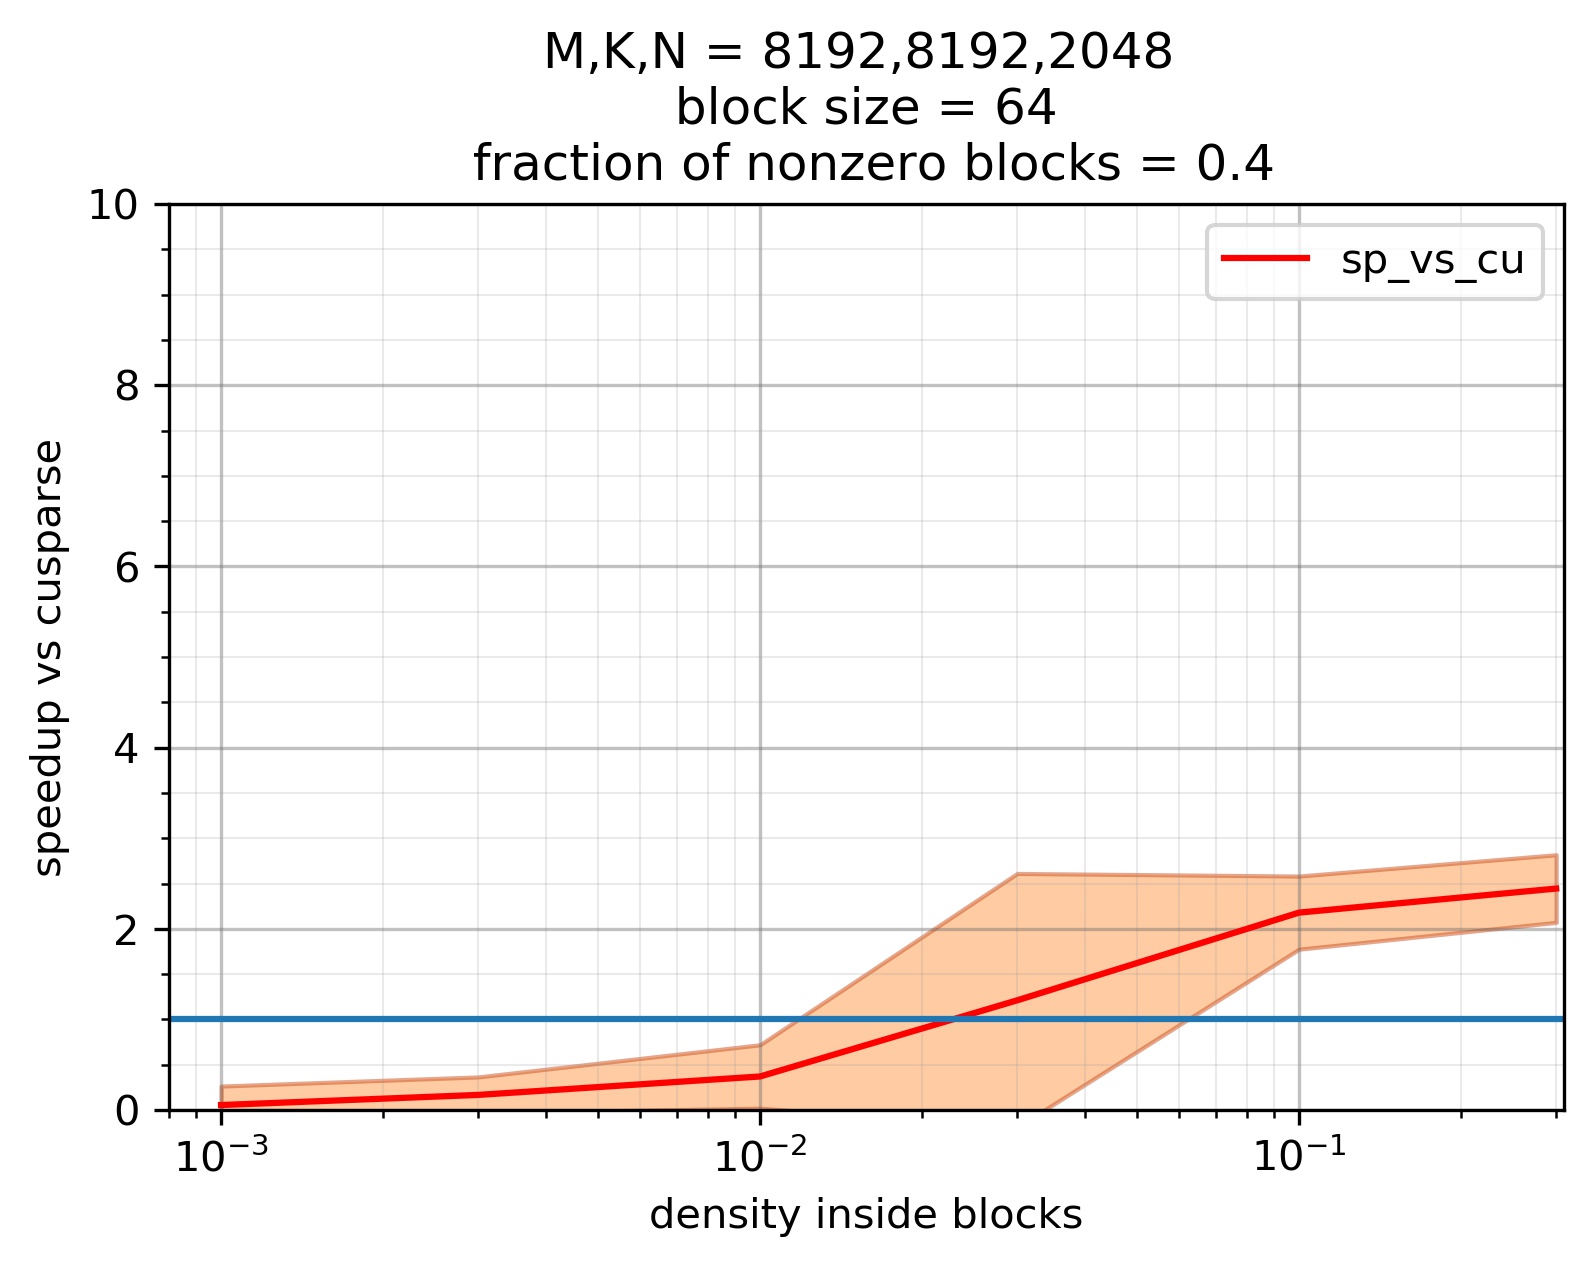 M,K,N = 8192,8192,2048
block size = 64
fraction of nonzero blocks = 0.4
sp_vs_cu
speedup vs cusparse
10
8
6
4
2
0
10⁻³
10⁻²
10⁻¹
density inside blocks